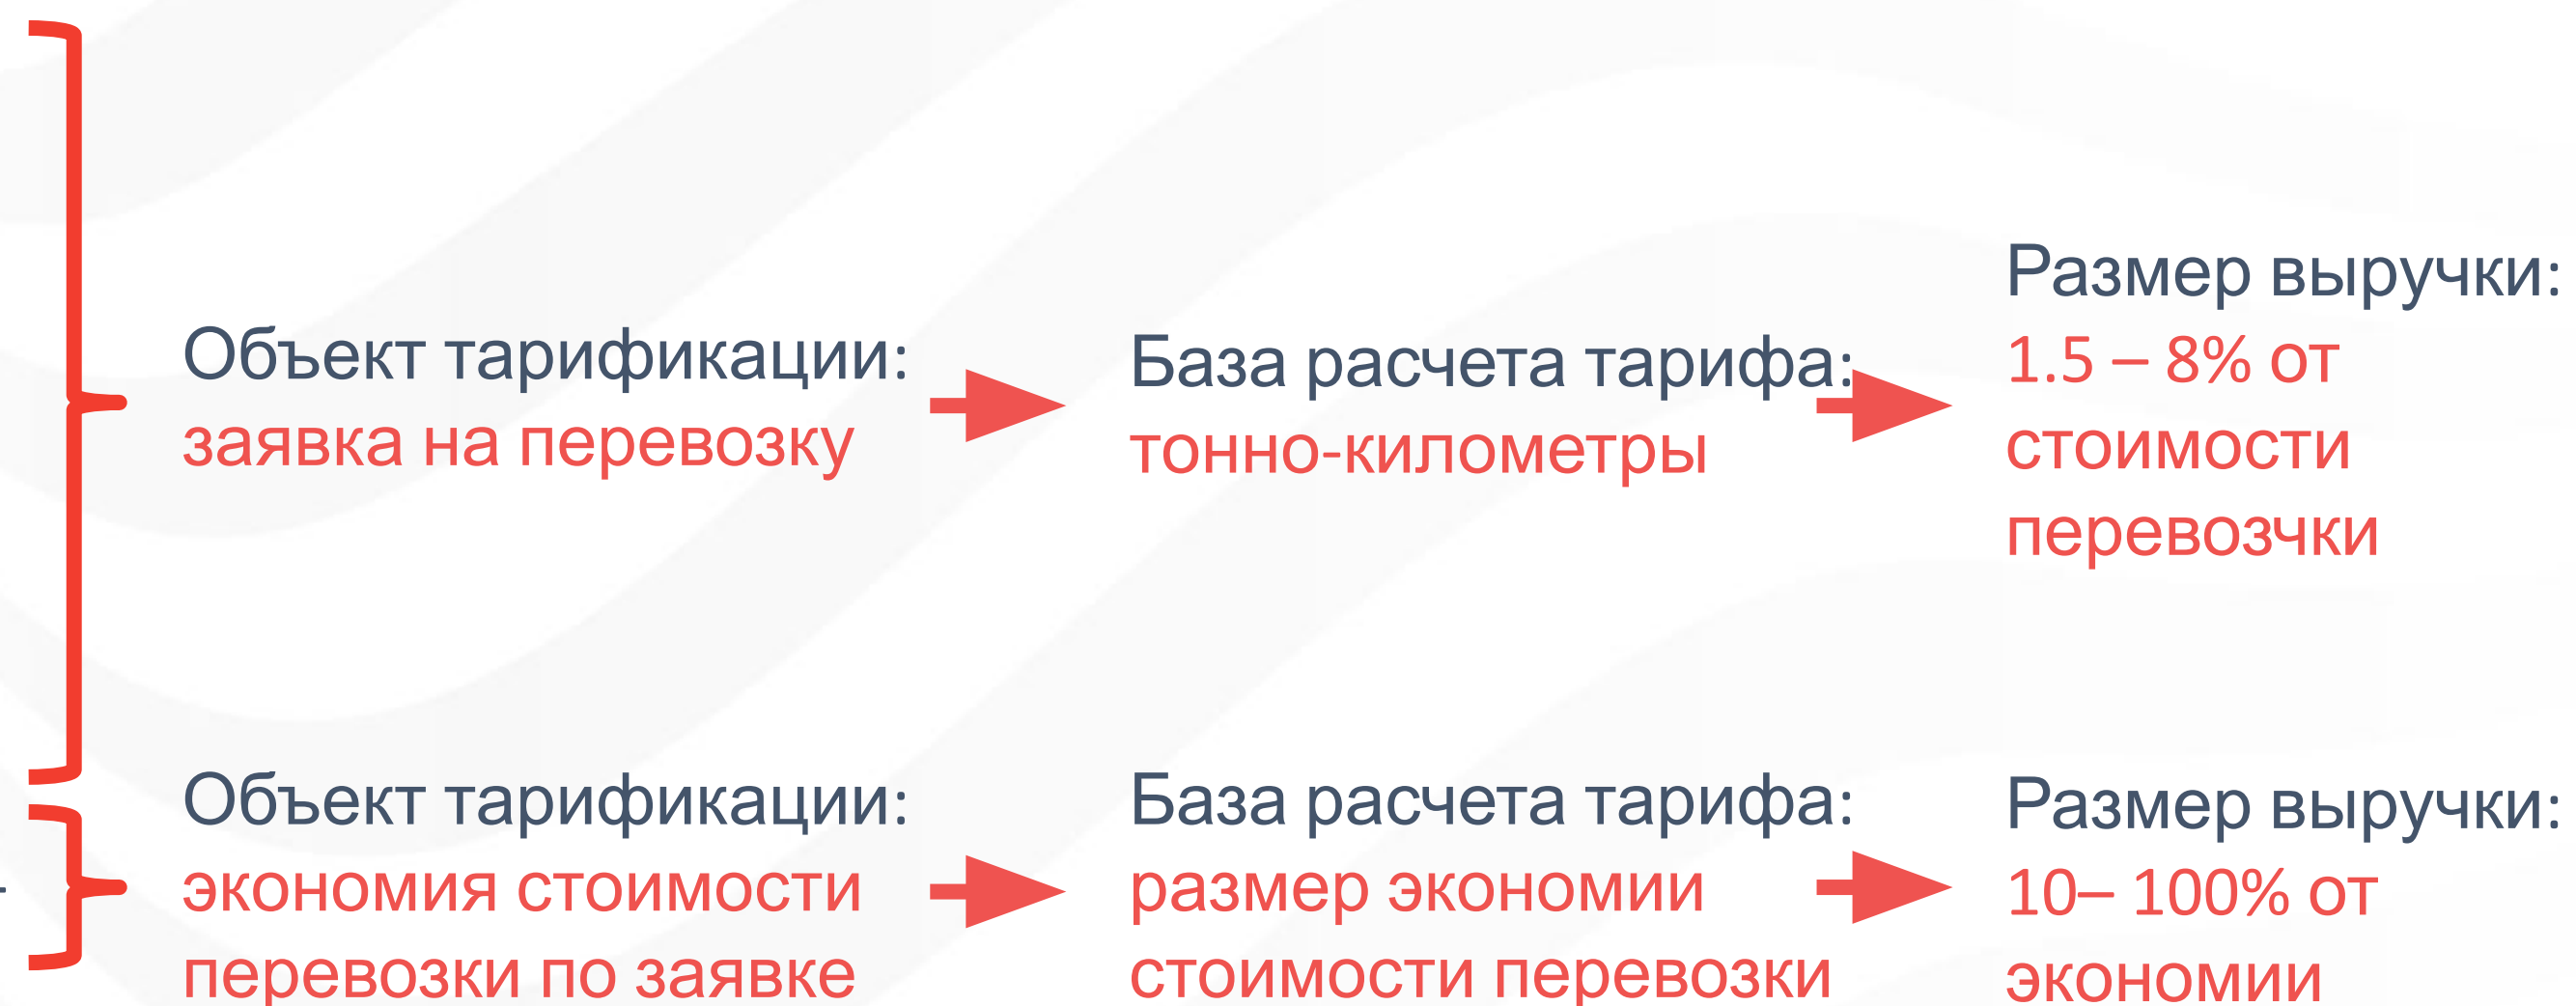 Объект тарификации:
заявка на перевозку
База расчета тарифа:
тонно-километры
Размер выручки:
1.5 – 8% от
стоимости
перевозчки
Объект тарификации:
экономия стоимости
перевозки по заявке
База расчета тарифа:
размер экономии
стоимости перевозки
Размер выручки:
10– 100% от
экономии